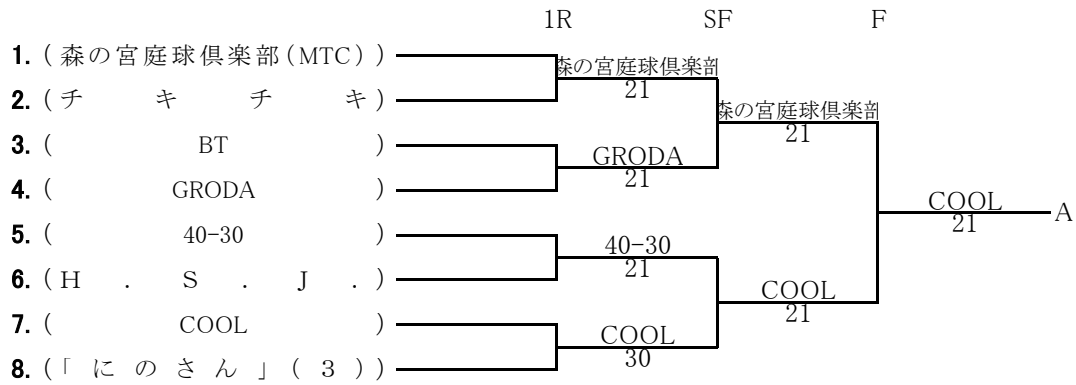 1R SF F
1. (森の宮庭球倶楽部(MTC))
森の宮庭球倶楽部
21
2. (チキチキ)
森の宮庭球倶楽部
21
3. ( BT )
GRODA
21
4. ( GRODA )
COOL
21
A
5. ( 40-30 )
40-30
21
6. (H.S.J.)
COOL
21
7. ( COOL )
COOL
30
8. (「にのさん」(3))